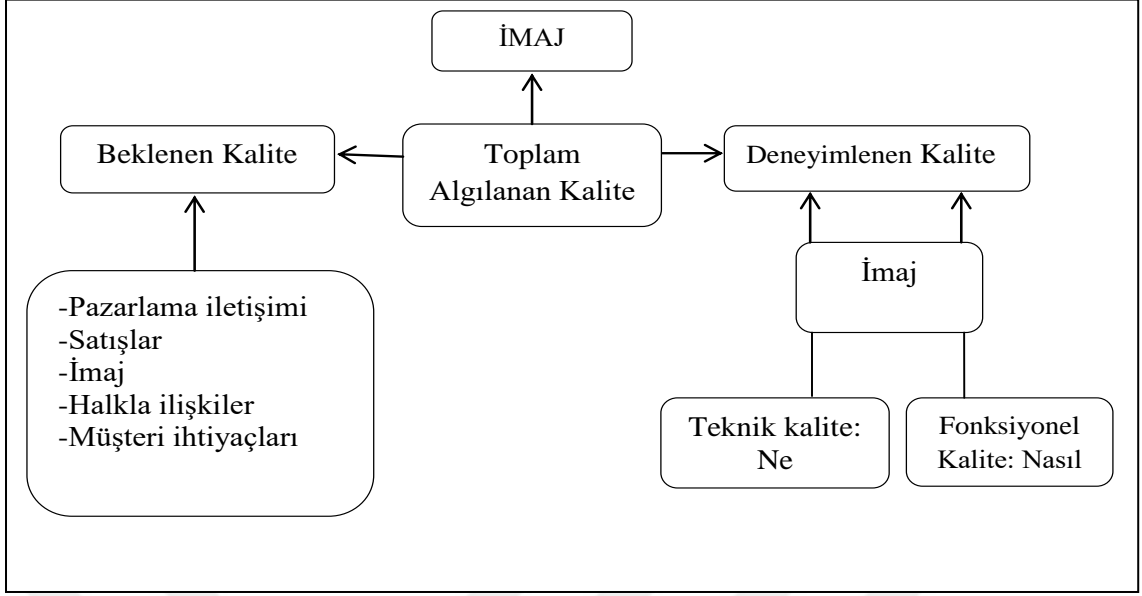 İMAJ
Beklenen Kalite
Toplam
Algılanan Kalite
Deneyimlenen Kalite
İmaj
-Pazarlama iletişimi
-Satışlar
-İmaj
-Halkla ilişkiler
-Müşteri ihtiyaçları
Teknik kalite:
Ne
Fonksiyonel
Kalite: Nasıl